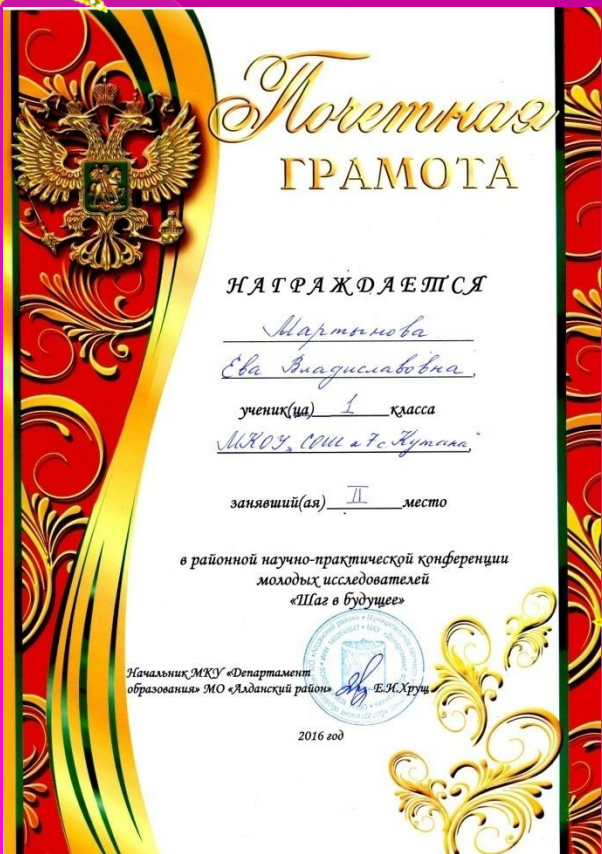 Почетная
ГРАМОТА
НАГРАЖДАЕТСЯ
Мартынова
Ева Владиславовна,
ученик(ца) 1 класса
МКОУ „СОШ №7 с Кутана"
занявший(ая) II место
в районной научно-практической конференции
молодых исследователей
«Шаг в будущее»
Начальник МКУ «Департамент
образования» МО «Алданский район» Е.И.Хрущ
2016 год